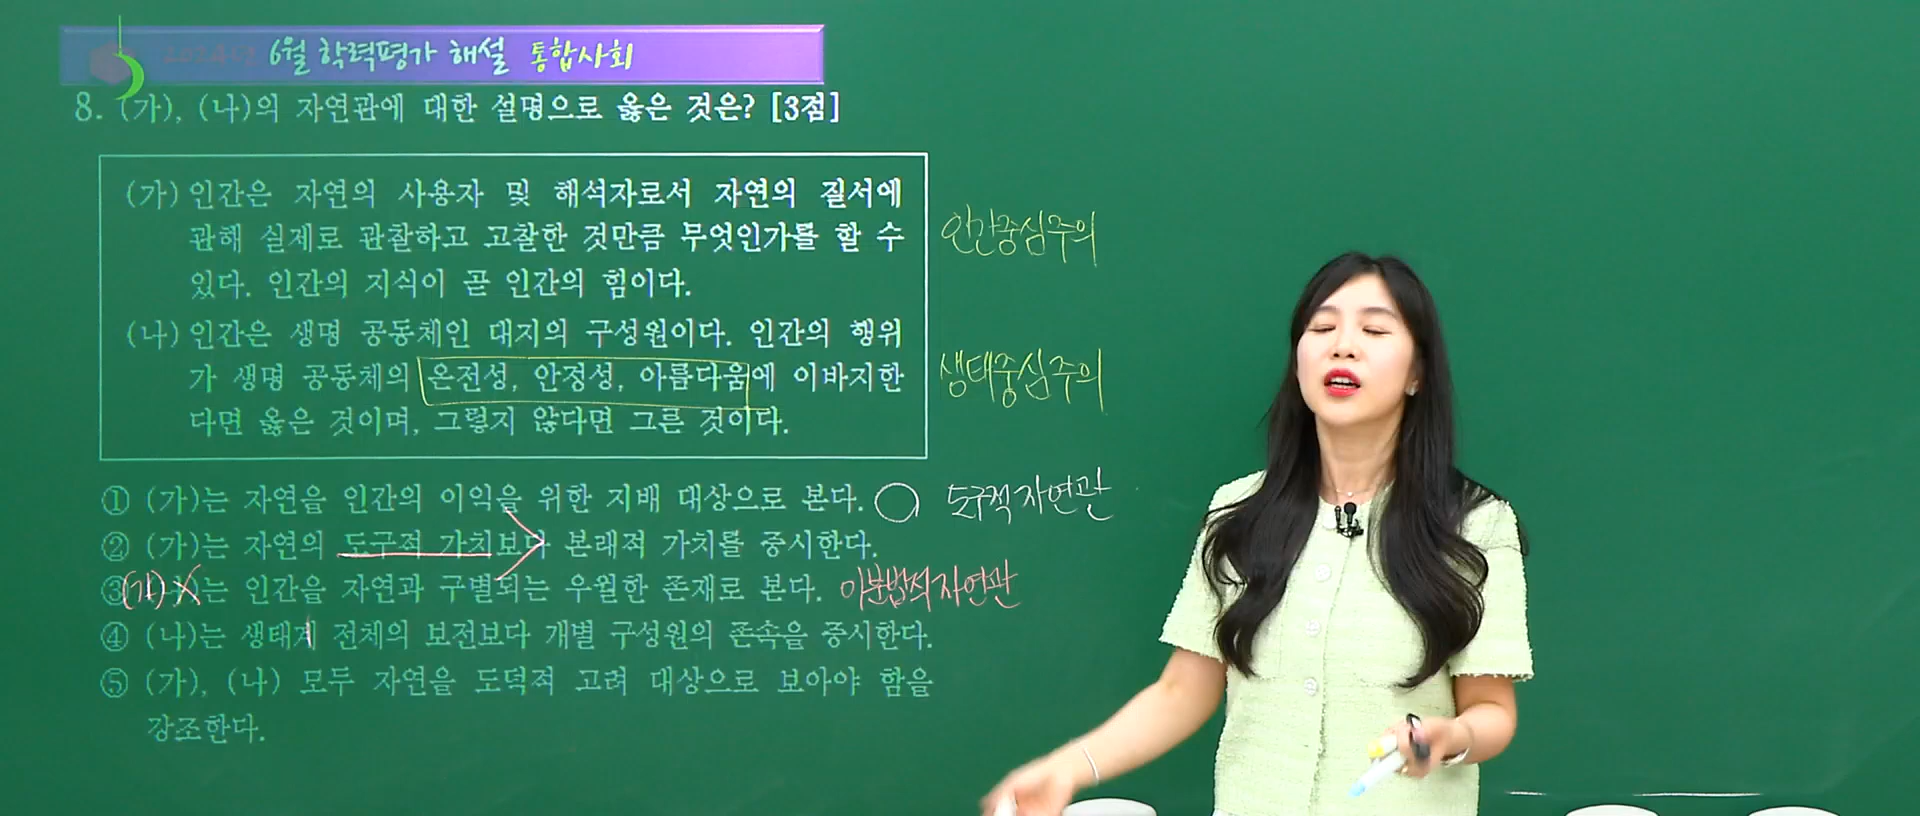 2024년 6월 학력평가 해설 통합사회
8. (가), (나)의 자연관에 대한 설명으로 옳은 것은? [3점]
(가) 인간은 자연의 사용자 및 해석자로서 자연의 질서에
관해 실제로 관찰하고 고찰한 것만큼 무엇인가를 할 수
있다. 인간의 지식이 곧 인간의 힘이다.
인간중심주의
(나) 인간은 생명 공동체인 대지의 구성원이다. 인간의 행위
가 생명 공동체의 온전성, 안정성, 아름다움에 이바지한
다면 옳은 것이며, 그렇지 않다면 그른 것이다.
생태중심주의
① (가)는 자연을 인간의 이익을 위한 지배 대상으로 본다. ○ 도구적 자연관
② (가)는 자연의 도구적 가치보다 본래적 가치를 중시한다.
③ (가) 는 인간을 자연과 구별되는 우월한 존재로 본다. 이분법적 자연관
④ (나)는 생태계 전체의 보전보다 개별 구성원의 존속을 중시한다.
⑤ (가), (나) 모두 자연을 도덕적 고려 대상으로 보아야 함을
강조한다.